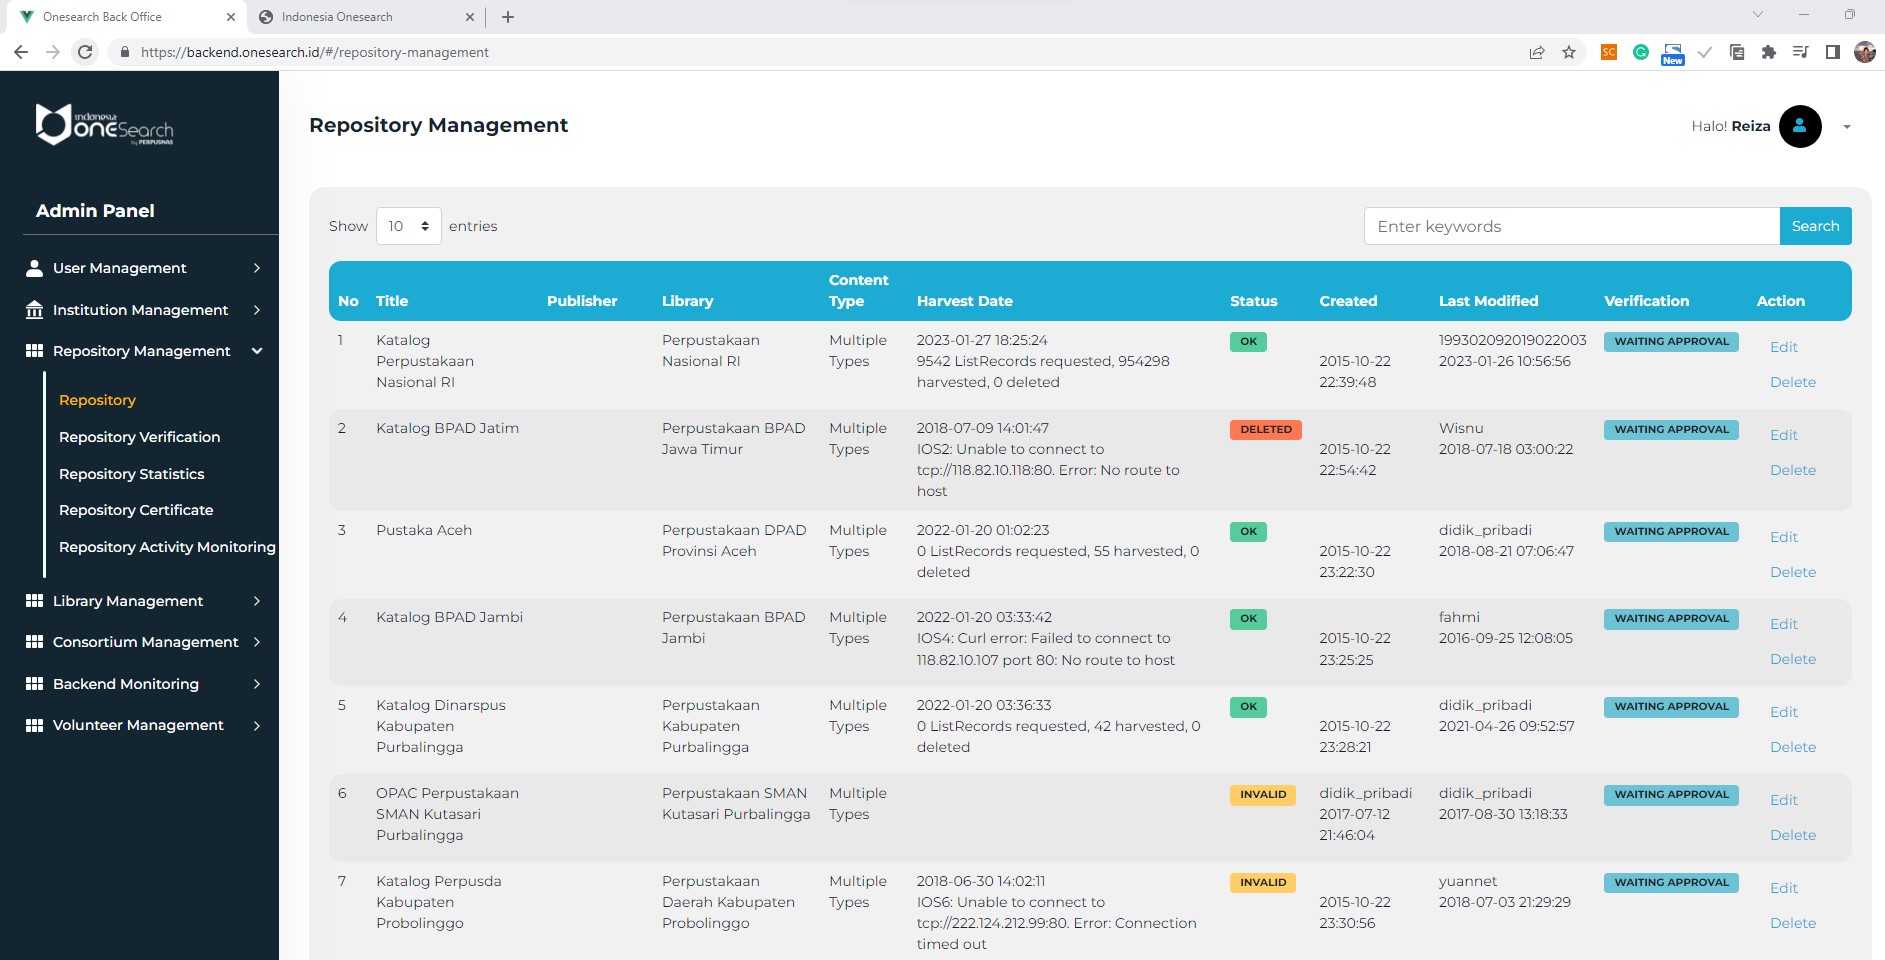 Onesearch Back Office
Indonesia Onesearch
https://backend.onesearch.id/#/repository-management
SC
New
indonesia
oneSearch
by PERPUSNAS
Admin Panel
User Management
Institution Management
Repository Management
Repository
Repository Verification
Repository Statistics
Repository Certificate
Repository Activity Monitoring
Library Management
Consortium Management
Backend Monitoring
Volunteer Management
Repository Management
Halo! Reiza
Show 10 entries
Enter keywords Search
No Title Publisher Library Content Type Harvest Date Status Created Last Modified Verification Action
1 Katalog Perpustakaan Nasional RI
Perpustakaan Nasional RI
Multiple Types
2023-01-27 18:25:24
9542 ListRecords requested, 954298
harvested, 0 deleted
OK
2015-10-22
22:39:48
199302092019022003
2023-01-26 10:56:56
WAITING APPROVAL
Edit
Delete
2 Katalog BPAD Jatim
Perpustakaan BPAD
Jawa Timur
Multiple Types
2018-07-09 14:01:47
IOS2: Unable to connect to
tcp://118.82.10.118:80. Error: No route to
host
DELETED
2015-10-22
22:54:42
Wisnu
2018-07-18 03:00:22
WAITING APPROVAL
Edit
Delete
3 Pustaka Aceh
Perpustakaan DPAD
Provinsi Aceh
Multiple Types
2022-01-20 01:02:23
0 ListRecords requested, 55 harvested, 0
deleted
OK
2015-10-22
23:22:30
didik_pribadi
2018-08-21 07:06:47
WAITING APPROVAL
Edit
Delete
4 Katalog BPAD Jambi
Perpustakaan BPAD
Jambi
Multiple Types
2022-01-20 03:33:42
IOS4: Curl error: Failed to connect to
118.82.10.107 port 80: No route to host
OK
2015-10-22
23:25:25
fahmi
2016-09-25 12:08:05
WAITING APPROVAL
Edit
Delete
5 Katalog Dinarspus
Kabupaten
Purbalingga
Perpustakaan
Kabupaten
Purbalingga
Multiple Types
2022-01-20 03:36:33
0 ListRecords requested, 42 harvested, 0
deleted
OK
2015-10-22
23:28:21
didik_pribadi
2021-04-26 09:52:57
WAITING APPROVAL
Edit
Delete
6 OPAC Perpustakaan
SMAN Kutasari
Purbalingga
Perpustakaan SMAN
Kutasari Purbalingga
Multiple Types
INVALID
didik_pribadi
2017-07-12
21:46:04
didik_pribadi
2017-08-30 13:18:33
WAITING APPROVAL
Edit
Delete
7 Katalog Perpusda
Kabupaten
Probolinggo
Perpustakaan
Daerah Kabupaten
Probolinggo
Multiple Types
2018-06-30 14:02:11
IOS6: Unable to connect to
tcp://222.124.212.99:80. Error: Connection
timed out
INVALID
2015-10-22
23:30:56
yuannet
2018-07-03 21:29:29
WAITING APPROVAL
Edit
Delete